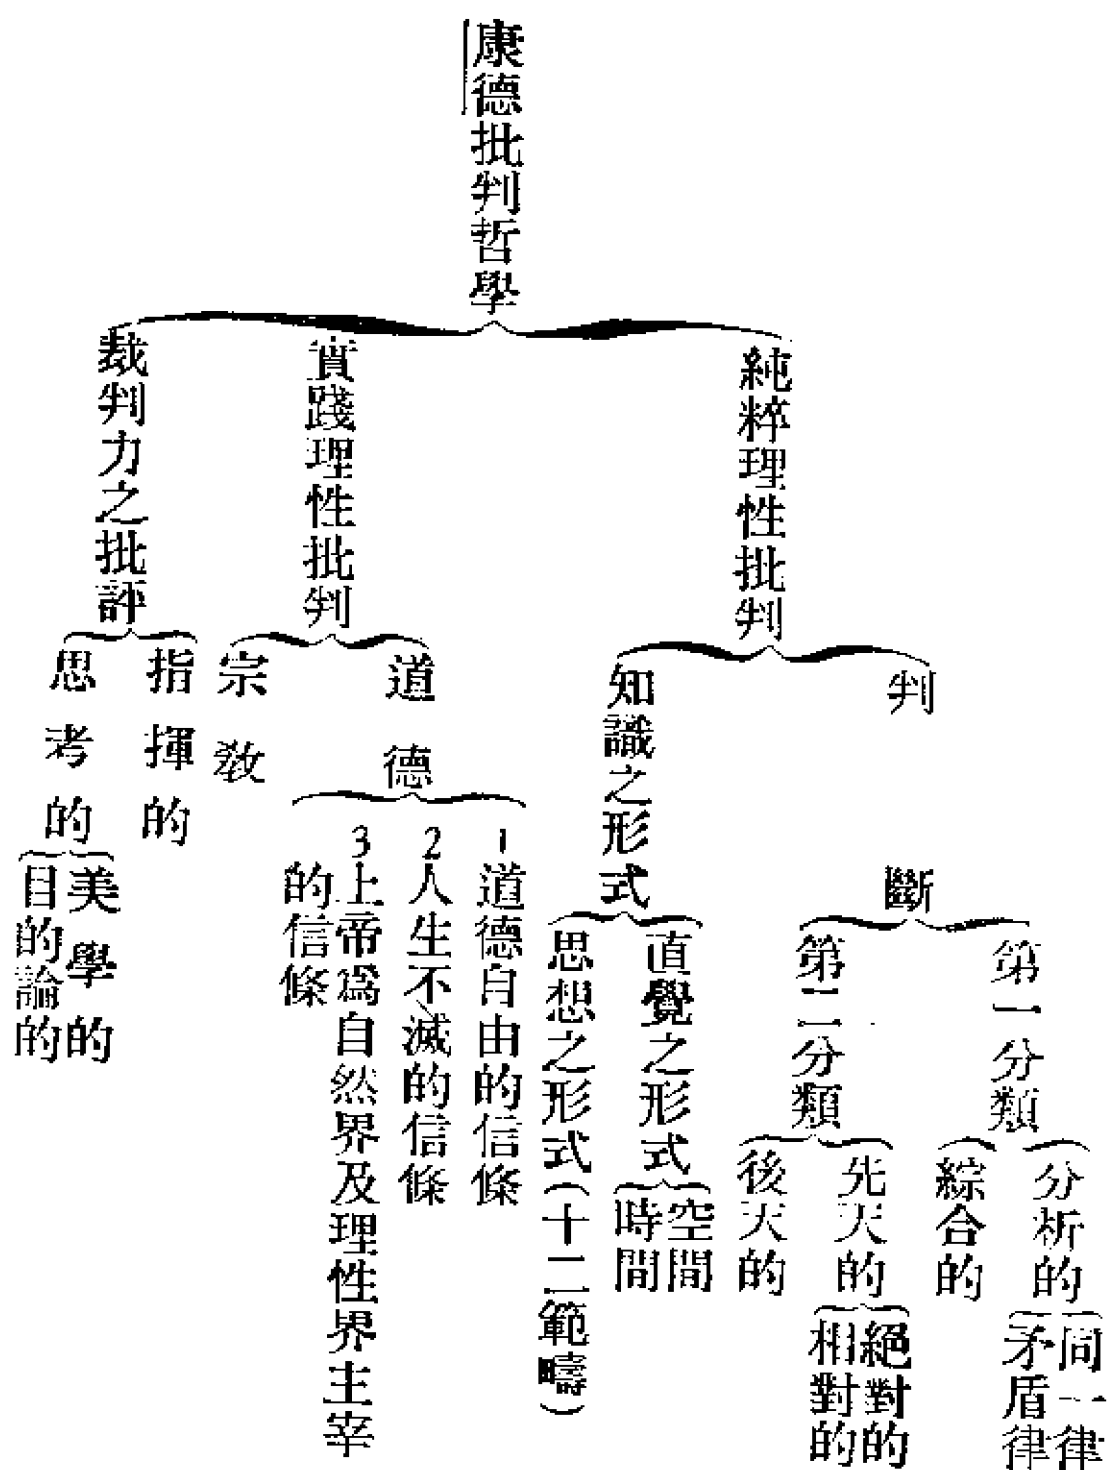 康德批判哲學
純粹理性批判
判斷
第一分類
分析的
同一律
矛盾律
綜合的
第二分類
先天的
絕對的
相對的
後天的
知識之形式
直覺之形式
空間
時間
思想之形式(十二範疇)
實踐理性批判
道德
1道德自由的信條
2人生不滅的信條
3上帝爲自然界及理性界主宰
的信條
宗教
裁判力之批評
指揮的
思考的
美學的
目的論的